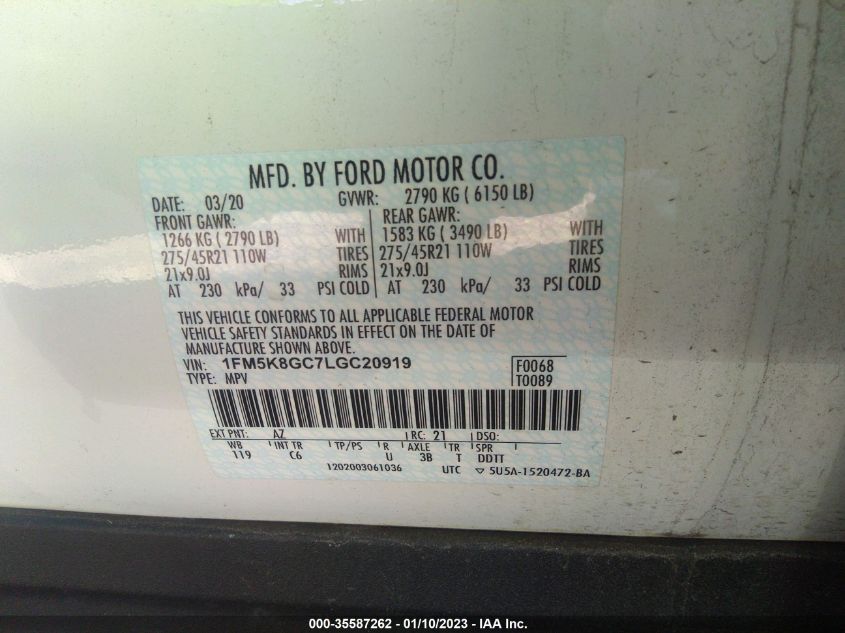 MFD. BY FORD MOTOR CO.
DATE: 03/20 GVWR: 2790 KG ( 6150 LB)
FRONT GAWR: REAR GAWR:
1266 KG ( 2790 LB) WITH 1583 KG ( 3490 LB) WITH
275/45R21 110W TIRES 275/45R21 110W TIRES
21x9.0J RIMS 21x9.0J RIMS
AT 230 kPa/ 33 PSI COLD AT 230 kPa/ 33 PSI COLD
THIS VEHICLE CONFORMS TO ALL APPLICABLE FEDERAL MOTOR
VEHICLE SAFETY STANDARDS IN EFFECT ON THE DATE OF
MANUFACTURE SHOWN ABOVE.
VIN: 1FM5K8GC7LGC20919 F0068
TYPE: MPV T0089
EXT PNT: AZ RC: 21 DSO:
WB INT TR TP/PS R AXLE TR SPR
119 C6 U 3B T DDTT
1202003061036 UTC ▽ 5U5A-1520472-BA
000-35587262 — 01/10/2023 — IAA Inc.